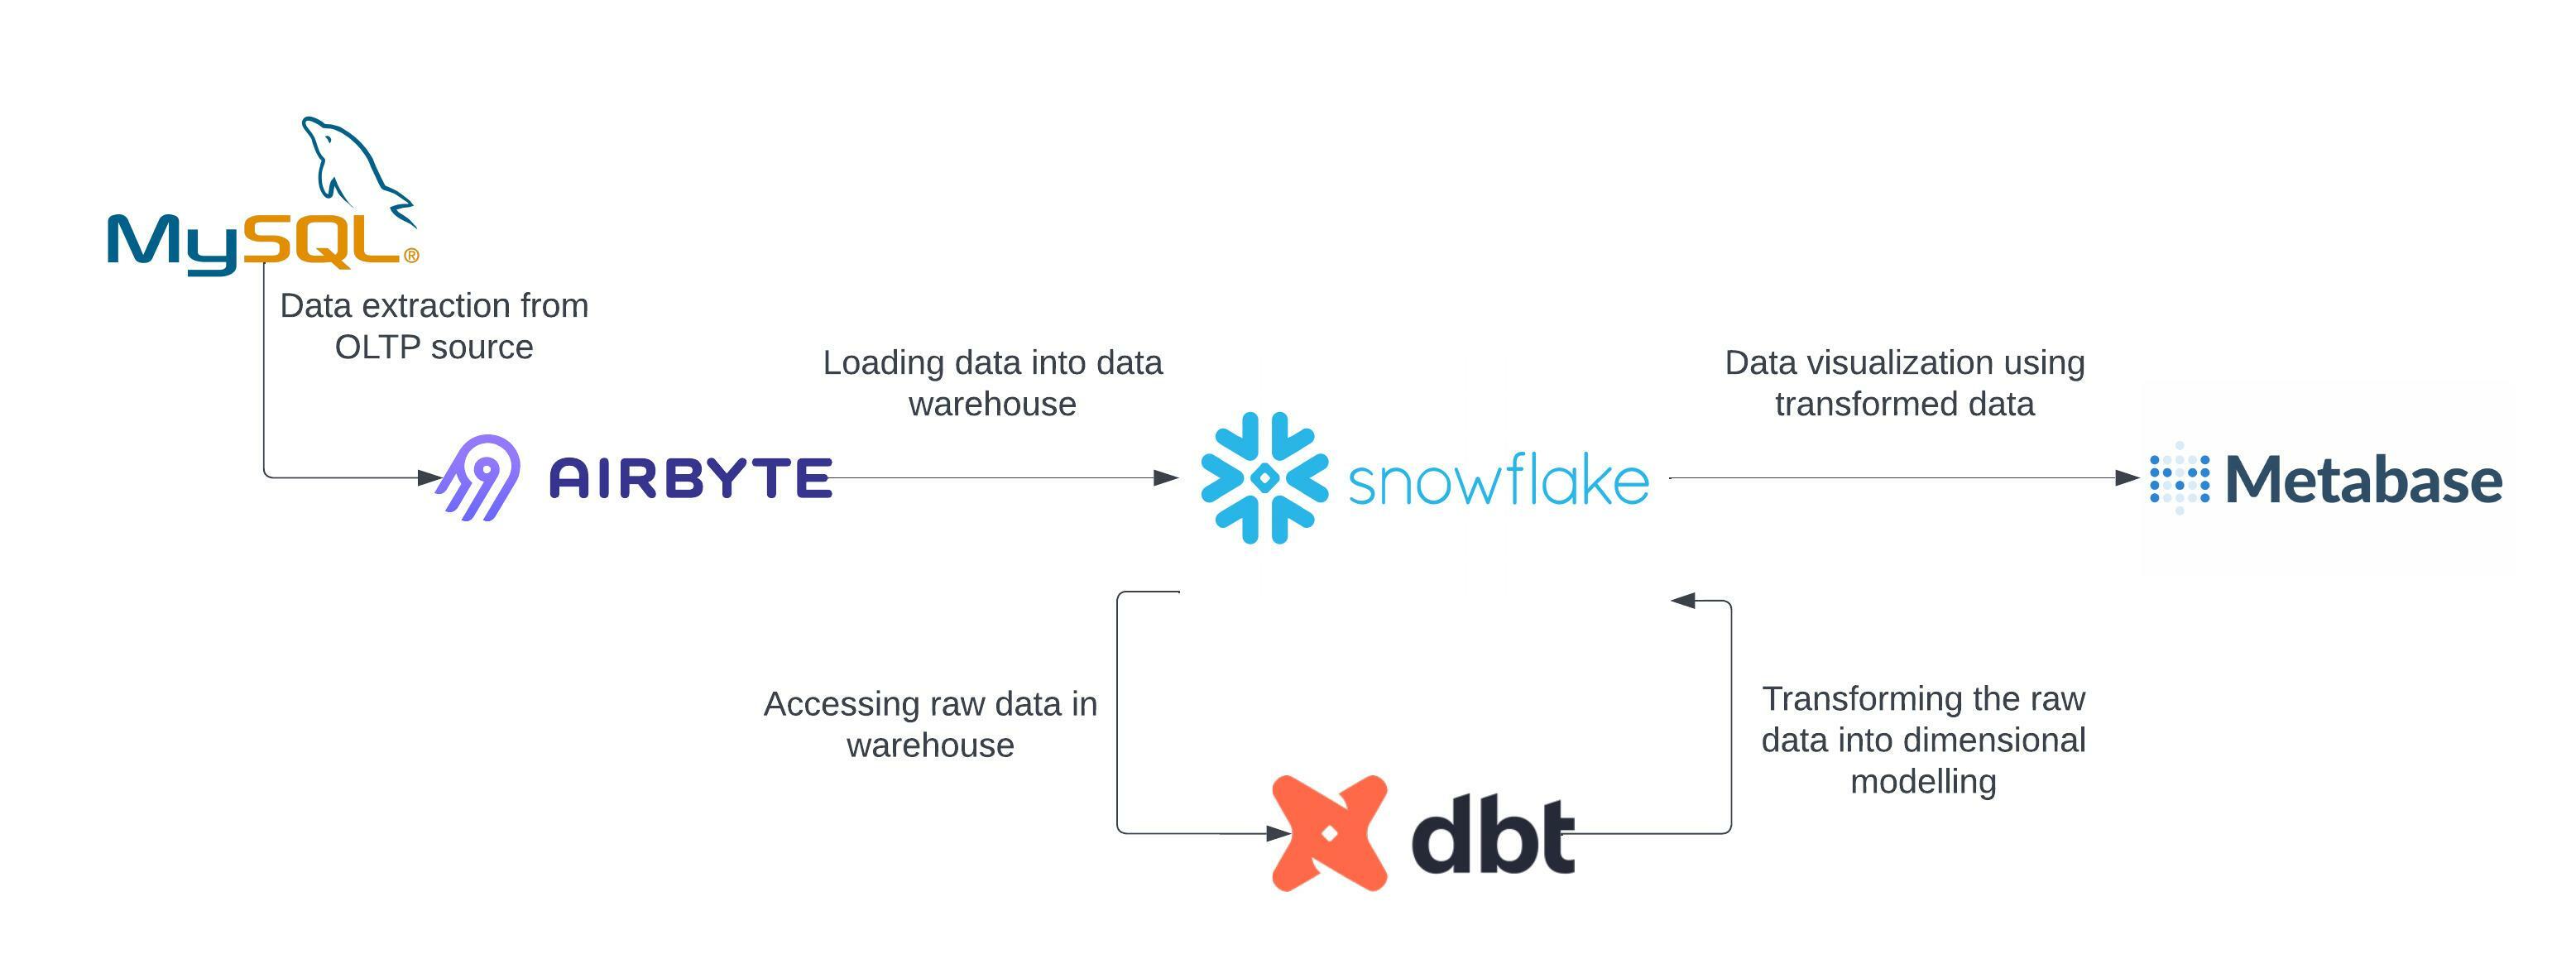 MySQL®
Data extraction from
OLTP source
Loading data into data
warehouse
Data visualization using
transformed data
AIRBYTE
snowflake
Metabase
Accessing raw data in
warehouse
Transforming the raw
data into dimensional
modelling
dbt